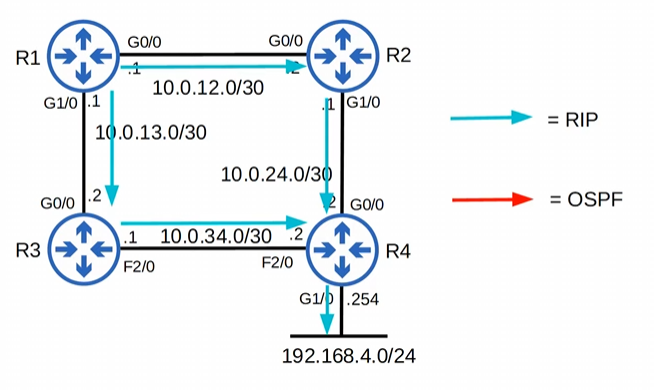 G0/0
G0/0
R1
R2
.1
.2
10.0.12.0/30
G1/0
.1
.1
G1/0
= RIP
10.0.13.0/30
10.0.24.0/30
.2
.2
= OSPF
G0/0
G0/0
R3
.1
10.0.34.0/30
.2
R4
F2/0
F2/0
G1/0
.254
192.168.4.0/24